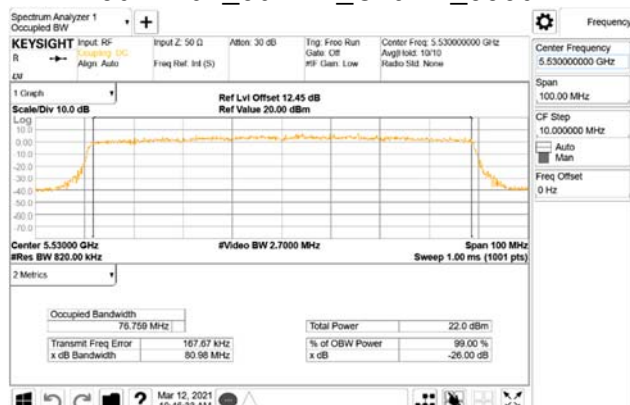 Spectrum Analyzer 1
Occupied BW
Frequency
KEYSIGHT
R
Input: RF
Coupling: DC
Align: Auto
Input Z: 50 Ω
Freq Ref: Int (S)
Atten: 30 dB
Trig: Free Run
Gate: Off
#IF Gain: Low
Center Freq: 5.530000000 GHz
Avg|Hold: 10/10
Radio Std: None
Center Frequency
5.530000000 GHz
Span
100.00 MHz
CF Step
10.000000 MHz
Auto
Man
Freq Offset
0 Hz
1 Graph
Scale/Div 10.0 dB
Ref Lvl Offset 12.45 dB
Ref Value 20.00 dBm
Log
10.0
0.00
-10.0
-20.0
-30.0
-40.0
-50.0
-60.0
-70.0
Center 5.53000 GHz
#Res BW 820.00 kHz
#Video BW 2.7000 MHz
Span 100 MHz
Sweep 1.00 ms (1001 pts)
2 Metrics
Occupied Bandwidth
76.759 MHz
Total Power 22.0 dBm
Transmit Freq Error 167.67 kHz
% of OBW Power 99.00 %
x dB Bandwidth 80.98 MHz
x dB -26.00 dB
Mar 12, 2021